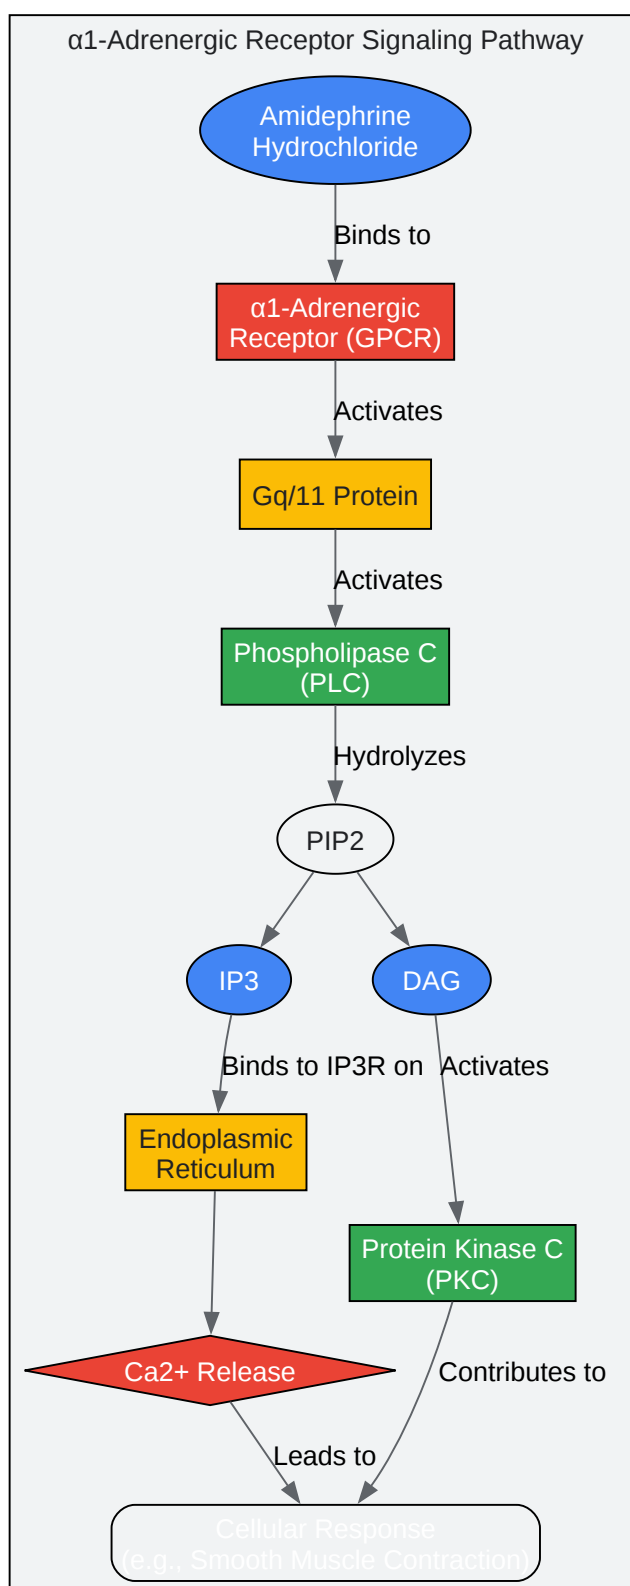 α1-Adrenergic Receptor Signaling Pathway
Amidephrine
Hydrochloride
Binds to
α1-Adrenergic
Receptor (GPCR)
Activates
Gq/11 Protein
Activates
Phospholipase C
(PLC)
Hydrolyzes
PIP2
IP3
DAG
Binds to IP3R on
Activates
Endoplasmic
Reticulum
Protein Kinase C
(PKC)
Ca2+ Release
Contributes to
Leads to
Cellular Response
(e.g., Smooth Muscle Contraction)